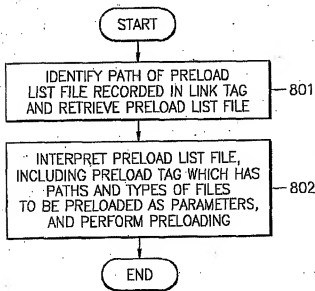 START
IDENTIFY PATH OF PRELOAD
LIST FILE RECORDED IN LINK TAG
AND RETRIEVE PRELOAD LIST FILE
801
INTERPRET PRELOAD LIST FILE,
INCLUDING PRELOAD TAG WHICH HAS
PATHS AND TYPES OF FILES
TO BE PRELOADED AS PARAMETERS,
AND PERFORM PRELOADING
802
END